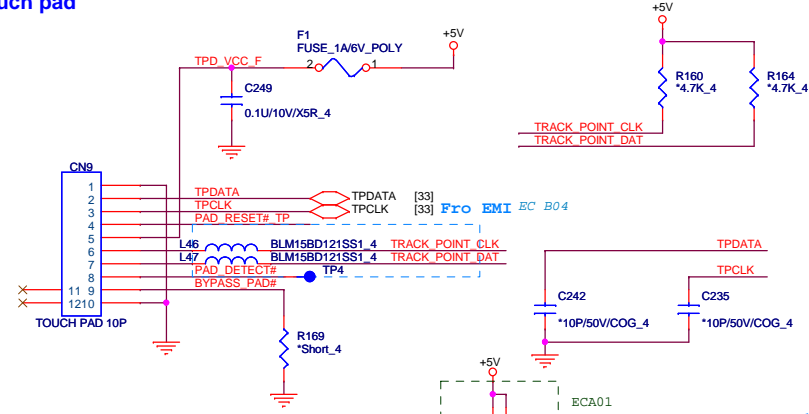 uch pad
F1
FUSE_1A/6V_POLY
+5V
TPD_VCC_F
2
1
C249
0.1U/10V/X5R_4
+5V
R160
*4.7K_4
R164
*4.7K_4
TRACK_POINT_CLK
TRACK_POINT_DAT
CN9
1
2
3
4
5
6
7
8
11 9
1210
TOUCH PAD 10P
TPDATA
TPDATA [33]
TPCLK
TPCLK [33]
Fro EMI EC B04
PAD_RESET#_TP
L46 BLM15BD121SS1_4 TRACK_POINT_CLK
L47 BLM15BD121SS1_4 TRACK_POINT_DAT
PAD_DETECT# TP4
BYPASS_PAD#
R169
*Short_4
TPDATA
TPCLK
C242
*10P/50V/COG_4
C235
*10P/50V/COG_4
+5V
ECA01